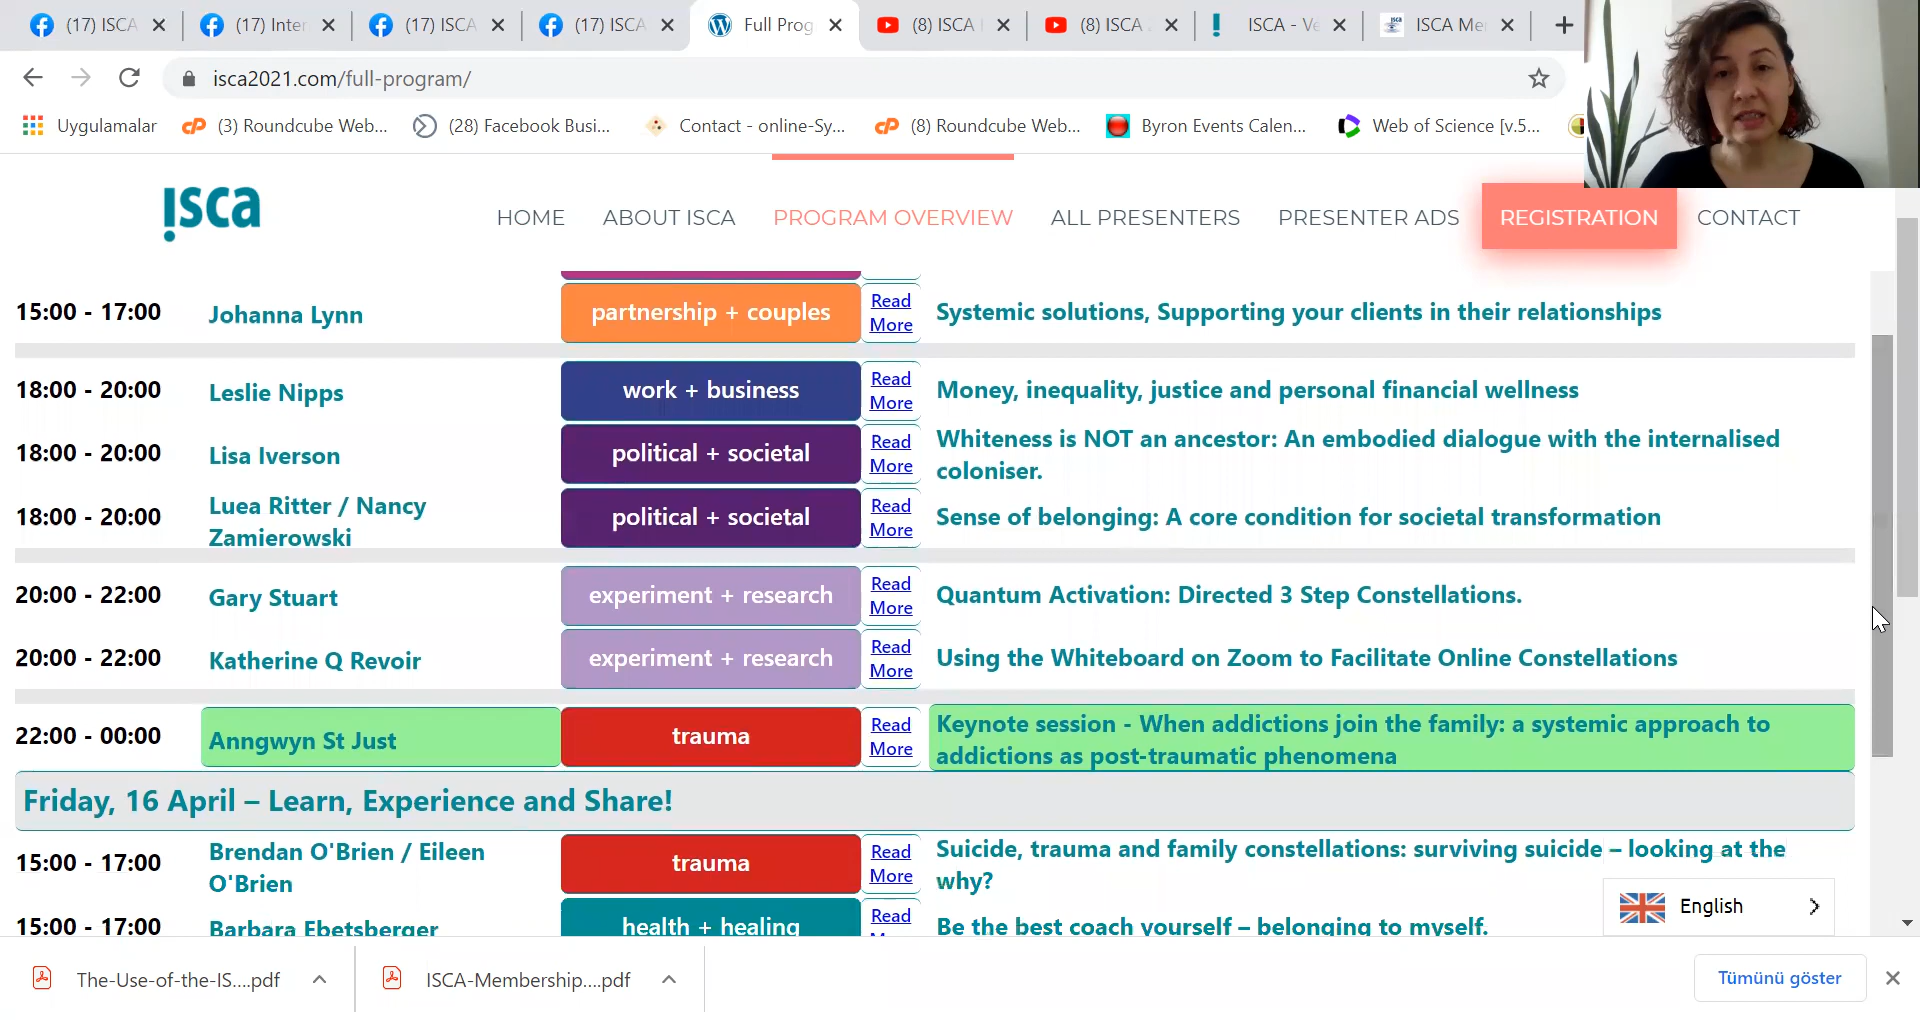 (17) ISCA
(17) Inter
(17) ISCA
(17) ISCA
Full Prog
(8) ISCA
(8) ISCA
ISCA - Ve
ISCA Me
isca2021.com/full-program/
Uygulamalar
(3) Roundcube Web...
(28) Facebook Busi...
Contact - online-Sy...
(8) Roundcube Web...
Byron Events Calen...
Web of Science [v.5...
isca
HOME
ABOUT ISCA
PROGRAM OVERVIEW
ALL PRESENTERS
PRESENTER ADS
REGISTRATION
CONTACT
15:00 - 17:00
Johanna Lynn
partnership + couples
Read
More
Systemic solutions, Supporting your clients in their relationships
18:00 - 20:00
Leslie Nipps
work + business
Read
More
Money, inequality, justice and personal financial wellness
18:00 - 20:00
Lisa Iverson
political + societal
Read
More
Whiteness is NOT an ancestor: An embodied dialogue with the internalised
coloniser.
18:00 - 20:00
Luea Ritter / Nancy
Zamierowski
political + societal
Read
More
Sense of belonging: A core condition for societal transformation
20:00 - 22:00
Gary Stuart
experiment + research
Read
More
Quantum Activation: Directed 3 Step Constellations.
20:00 - 22:00
Katherine Q Revoir
experiment + research
Read
More
Using the Whiteboard on Zoom to Facilitate Online Constellations
22:00 - 00:00
Anngwyn St Just
trauma
Read
More
Keynote session - When addictions join the family: a systemic approach to
addictions as post-traumatic phenomena
Friday, 16 April – Learn, Experience and Share!
15:00 - 17:00
Brendan O'Brien / Eileen
O'Brien
trauma
Read
More
Suicide, trauma and family constellations: surviving suicide – looking at the
why?
15:00 - 17:00
Barbara Ebetsberger
health + healing
Read
Be the best coach yourself – belonging to myself.
English
The-Use-of-the-IS....pdf
ISCA-Membership....pdf
Tümünü göster